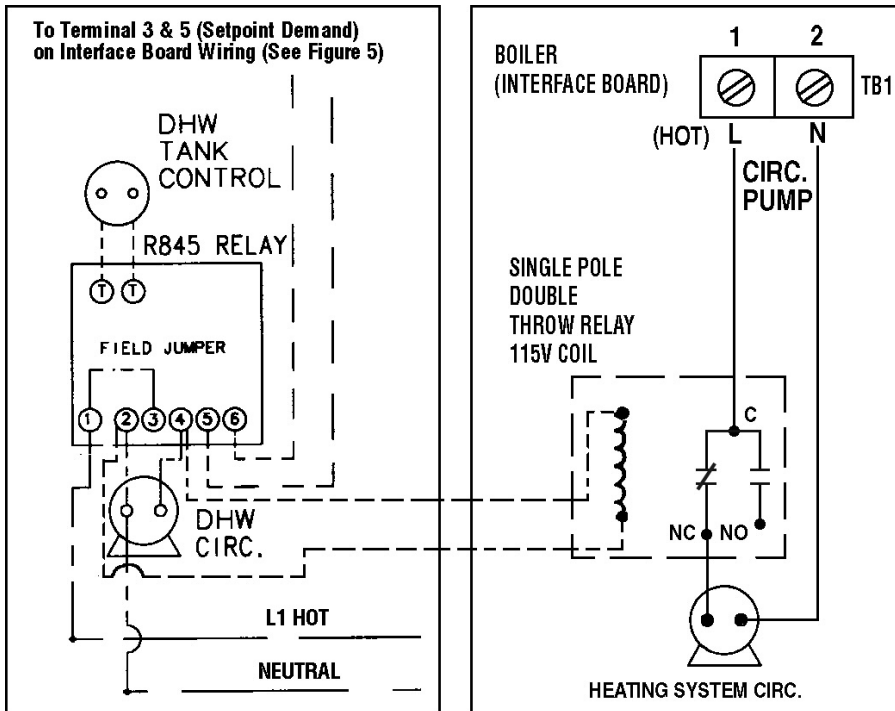 To Terminal 3 & 5 (Setpoint Demand)
on Interface Board Wiring (See Figure 5)
DHW
TANK
CONTROL
R845 RELAY
T T
FIELD JUMPER
1 2 3 4 5 6
DHW
CIRC.
L1 HOT
NEUTRAL
BOILER
(INTERFACE BOARD)
1 2
TB1
(HOT) L N
CIRC.
PUMP
SINGLE POLE
DOUBLE
THROW RELAY
115V COIL
C
NC NO
HEATING SYSTEM CIRC.